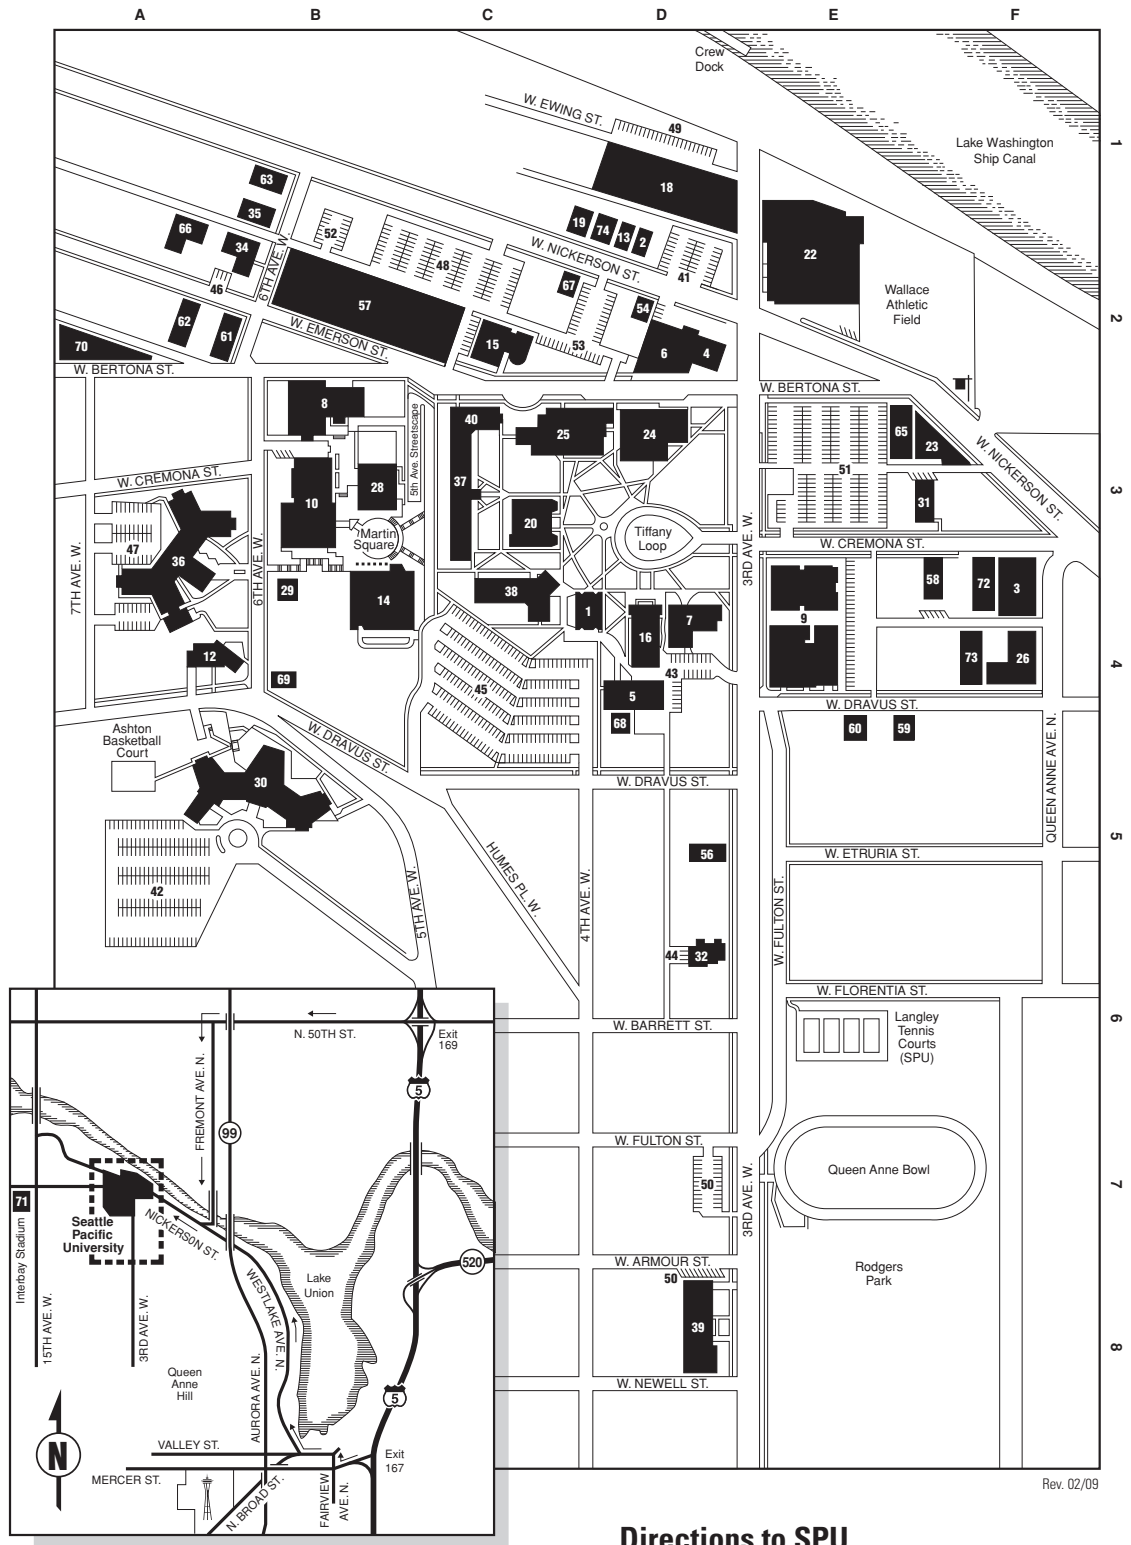 A B C D E F
Crew
Dock
W. EWING ST.
49
1
Lake Washington
Ship Canal
18
63
35
66
34
52
19
74
13
2
W. NICKERSON ST.
41
22
48
46
6TH AVE. N.
67
57
54
Wallace
Athletic
Field
2
62
61
W. EMERSON ST.
15
53
6
4
70
W. BERTONA ST.
W. BERTONA ST.
8
5th Ave. Streetscape
40
25
24
65
23
W. NICKERSON ST.
51
W. CREMONA ST.
28
37
3
10
31
20
47
Martin
Square
Tiffany
Loop
3RD AVE. W.
W. CREMONA ST.
7TH AVE. W.
36
6TH AVE. W.
29
14
38
1
58
72
3
16
7
9
12
73
26
4
69
45
43
5
W. DRAVUS ST.
68
60
59
Ashton
Basketball
Court
W. DRAVUS ST.
30
W. DRAVUS ST.
QUEEN ANNE AVE. N.
5
HUMES PL. W.
56
W. ETRURIA ST.
42
5TH AVE. W.
4TH AVE. W.
W. FULTON ST.
44
32
W. FLORENTIA ST.
6
W. BARRETT ST.
Langley
Tennis
Courts
(SPU)
N. 50TH ST.
Exit
169
5
FREMONT AVE. N.
99
W. FULTON ST.
Queen Anne Bowl
7
50
3RD AVE. W.
71
Interbay Stadium
Seattle
Pacific
University
NICKERSON ST.
520
W. ARMOUR ST.
50
Rodgers
Park
Lake
Union
WESTLAKE AVE. N.
15TH AVE. W.
3RD AVE. W.
39
8
Queen
Anne
Hill
AURORA AVE. N.
5
W. NEWELL ST.
N
VALLEY ST.
MERCER ST.
Exit
167
N. BROAD ST.
FAIRVIEW
AVE. N.
Rev. 02/09
Directions to SPU